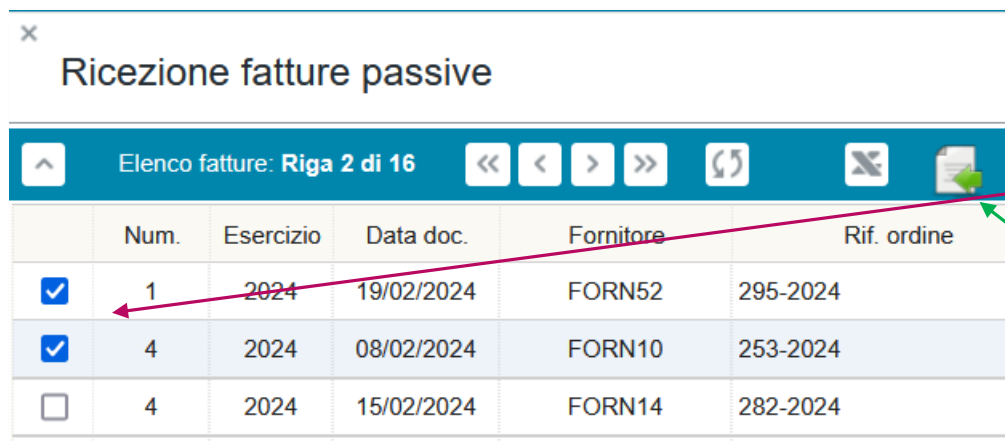 Ricezione fatture passive
Elenco fatture: Riga 2 di 16
Num. Esercizio Data doc. Fornitore Rif. ordine
1 2024 19/02/2024 FORN52 295-2024
4 2024 08/02/2024 FORN10 253-2024
4 2024 15/02/2024 FORN14 282-2024